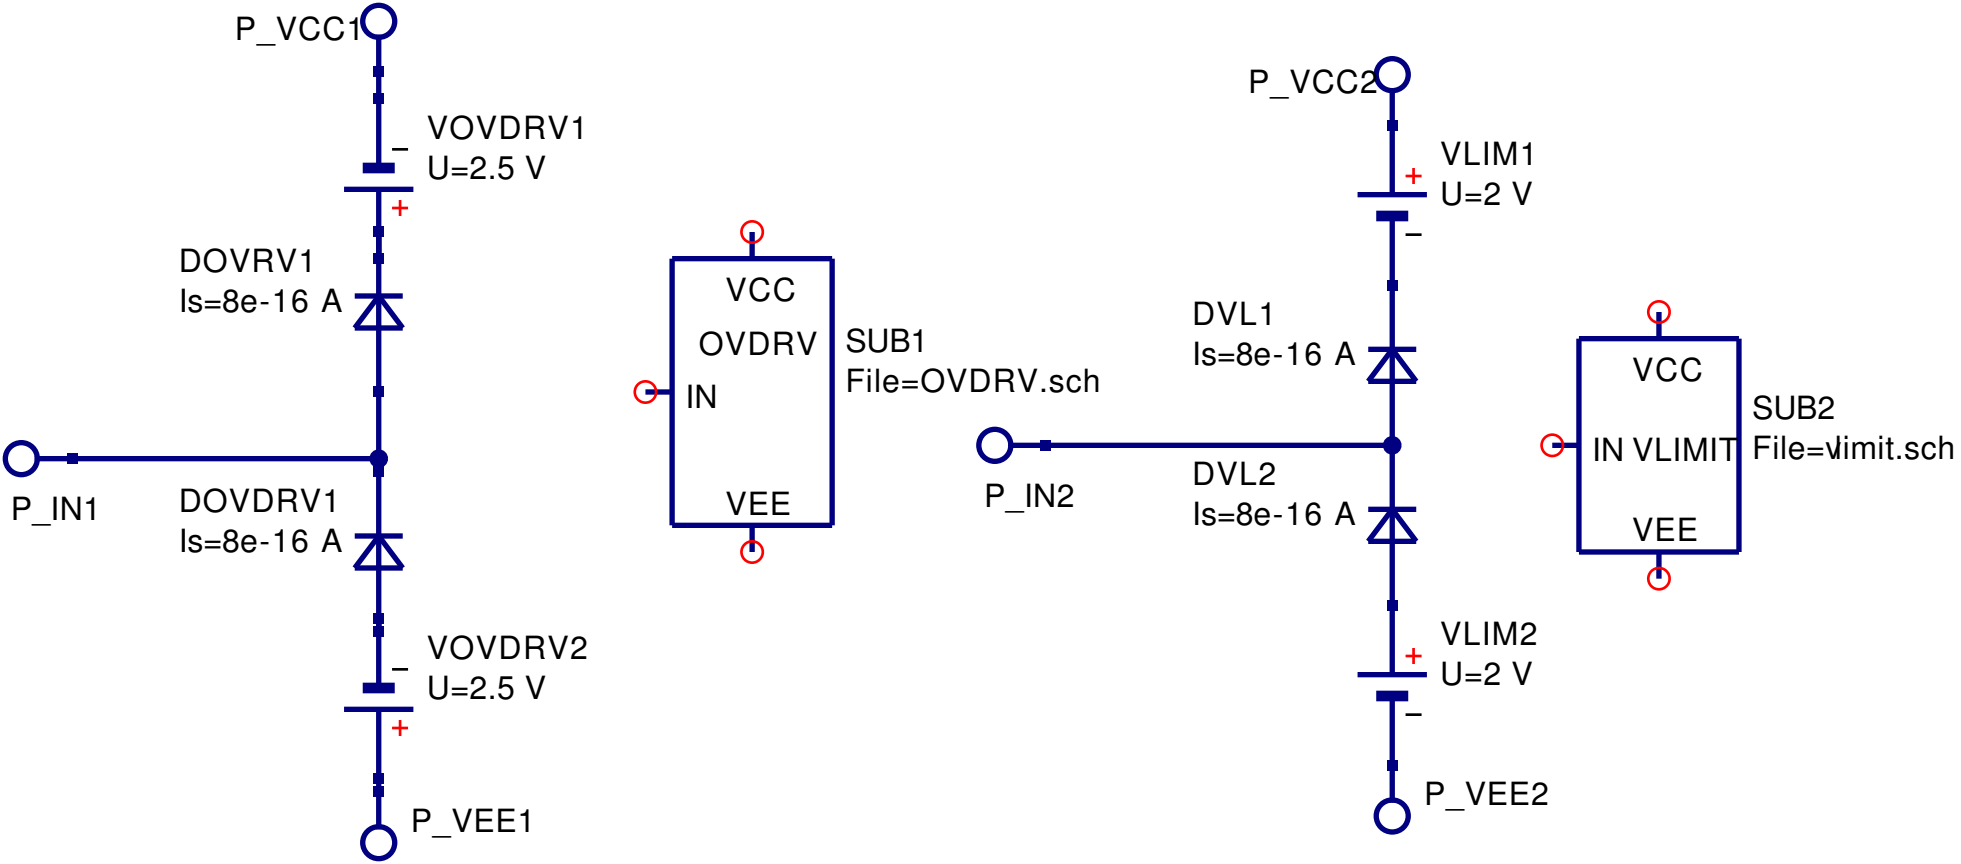 P_VCC1
VOVDRV1
U=2.5 V
−
+
DOVRV1
Is=8e-16 A
P_IN1
DOVDRV1
Is=8e-16 A
VOVDRV2
U=2.5 V
−
+
P_VEE1
VCC
OVDRV
IN
VEE
SUB1
File=OVDRV.sch
P_VCC2
VLIM1
U=2 V
+
−
DVL1
Is=8e-16 A
P_IN2
DVL2
Is=8e-16 A
VLIM2
U=2 V
+
−
P_VEE2
VCC
IN VLIMIT
VEE
SUB2
File=vlimit.sch